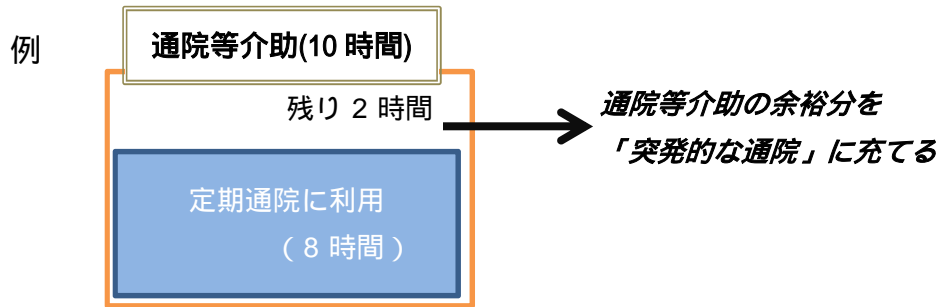 例
通院等介助(10時間)
残り2時間
通院等介助の余裕分を
「突発的な通院」に充てる
定期通院に利用
(8時間)